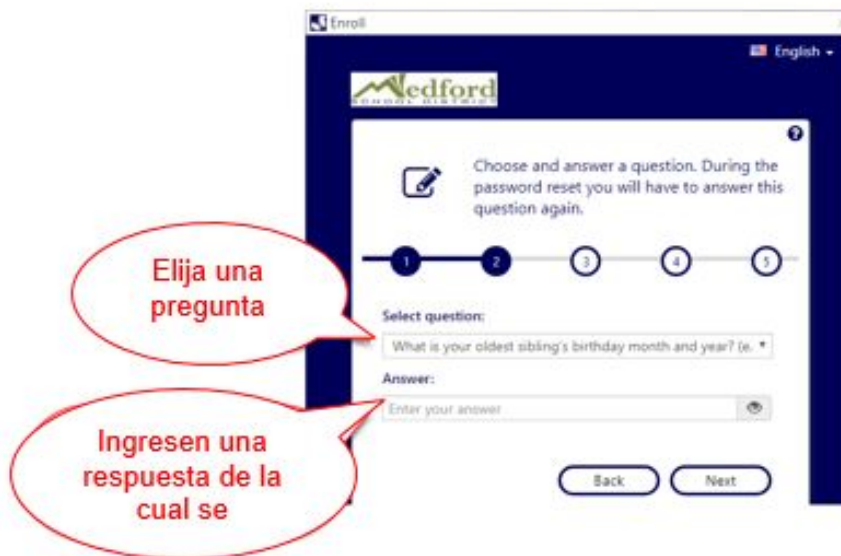 Enroll
English
Medford
SCHOOL DISTRICT
Choose and answer a question. During the
password reset you will have to answer this
question again.
1 2 3 4 5
Elija una
pregunta
Select question:
What is your oldest sibling's birthday month and year? (e.
Answer:
Enter your answer
Ingresen una
respuesta de la
cual se
Back Next